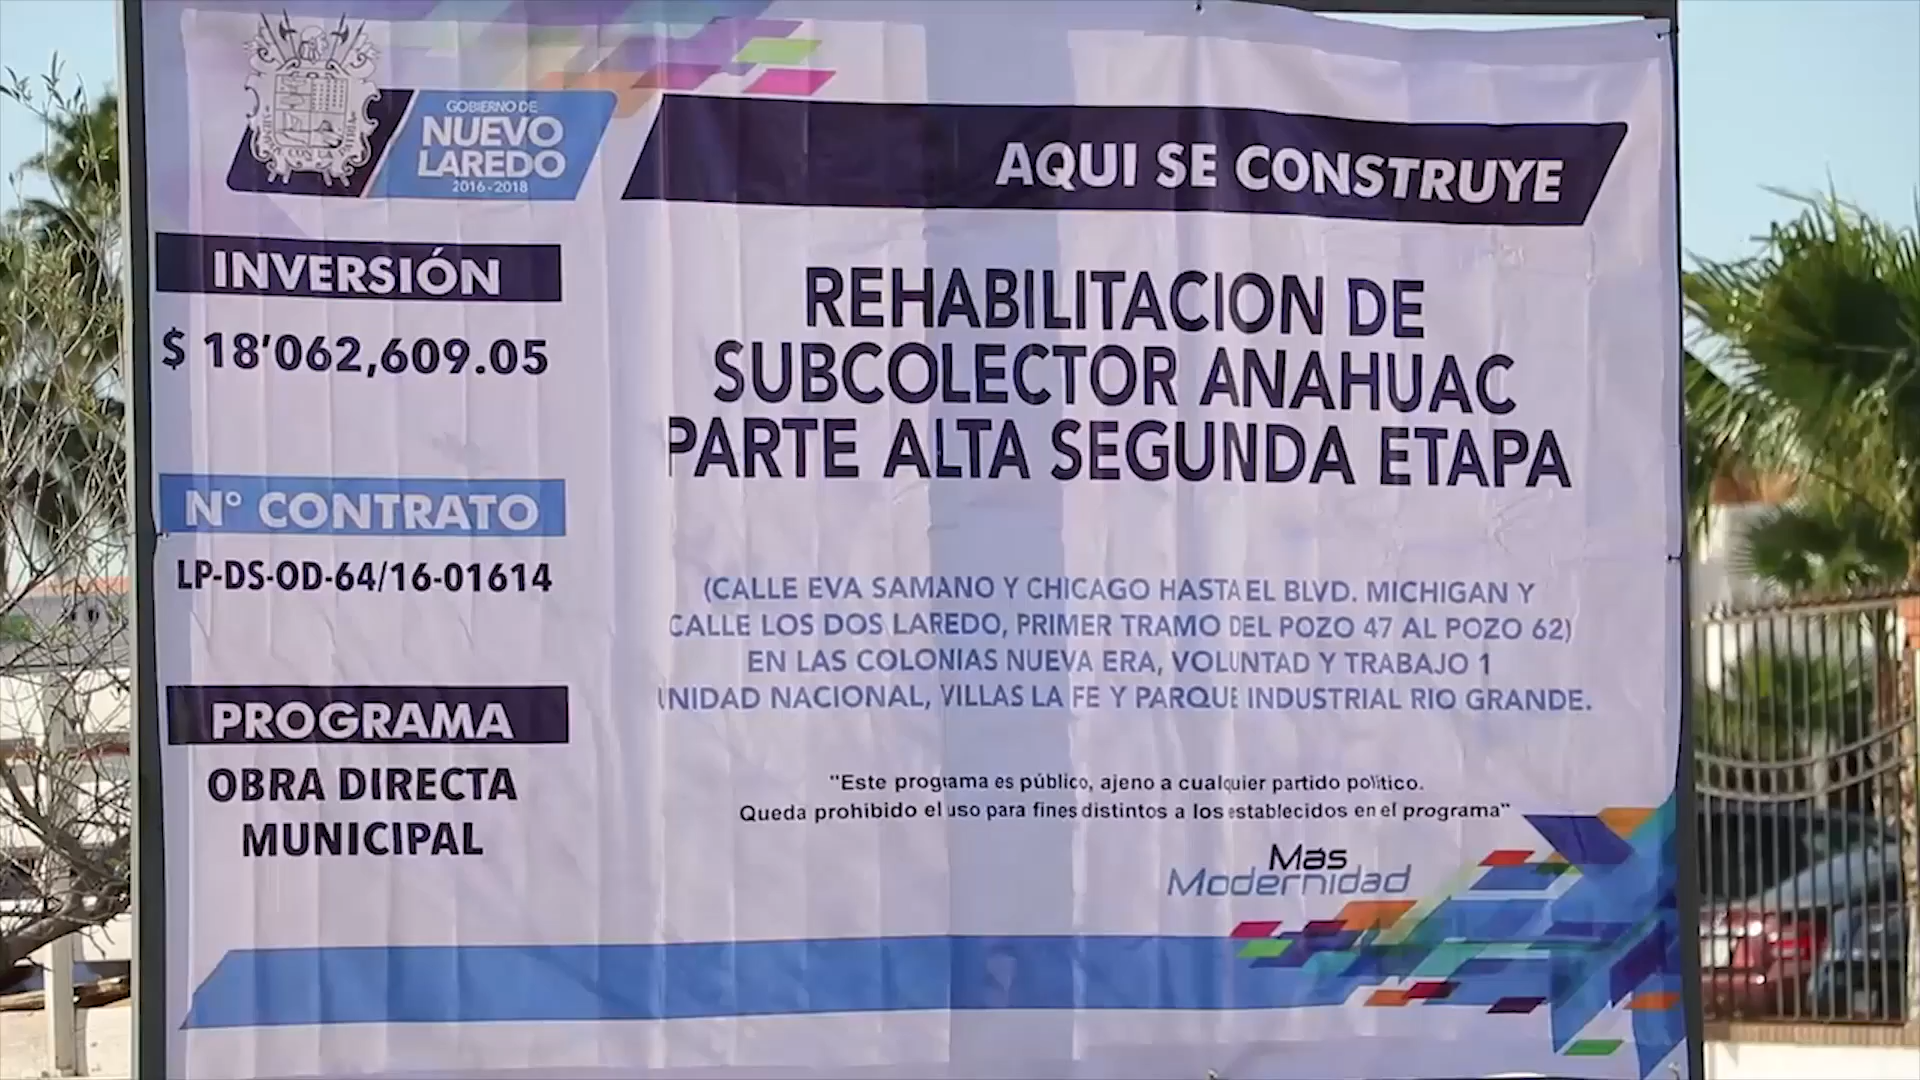 GOBIERNO DE
NUEVO
LAREDO
2016-2018
AQUI SE CONSTRUYE
INVERSIÓN
$ 18'062,609.05
N° CONTRATO
LP-DS-OD-64/16-01614
PROGRAMA
OBRA DIRECTA
MUNICIPAL
REHABILITACION DE
SUBCOLECTOR ANAHUAC
PARTE ALTA SEGUNDA ETAPA
(CALLE EVA SAMANO Y CHICAGO HASTA EL BLVD. MICHIGAN Y
CALLE LOS DOS LAREDO, PRIMER TRAMO DEL POZO 47 AL POZO 62)
EN LAS COLONIAS NUEVA ERA, VOLUNTAD Y TRABAJO 1
UNIDAD NACIONAL, VILLAS LA FE Y PARQUE INDUSTRIAL RIO GRANDE.
"Este programa es público, ajeno a cualquier partido político.
Queda prohibido el uso para fines distintos a los establecidos en el programa"
Más
Modernidad